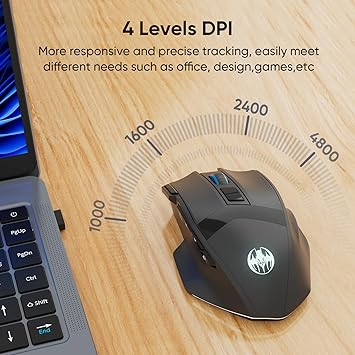 4 Levels DPI
More responsive and precise tracking, easily meet
different needs such as office, design,games,etc
1000
1600
2400
4800
PgUp
PgDn
Ctrl
Shift
End